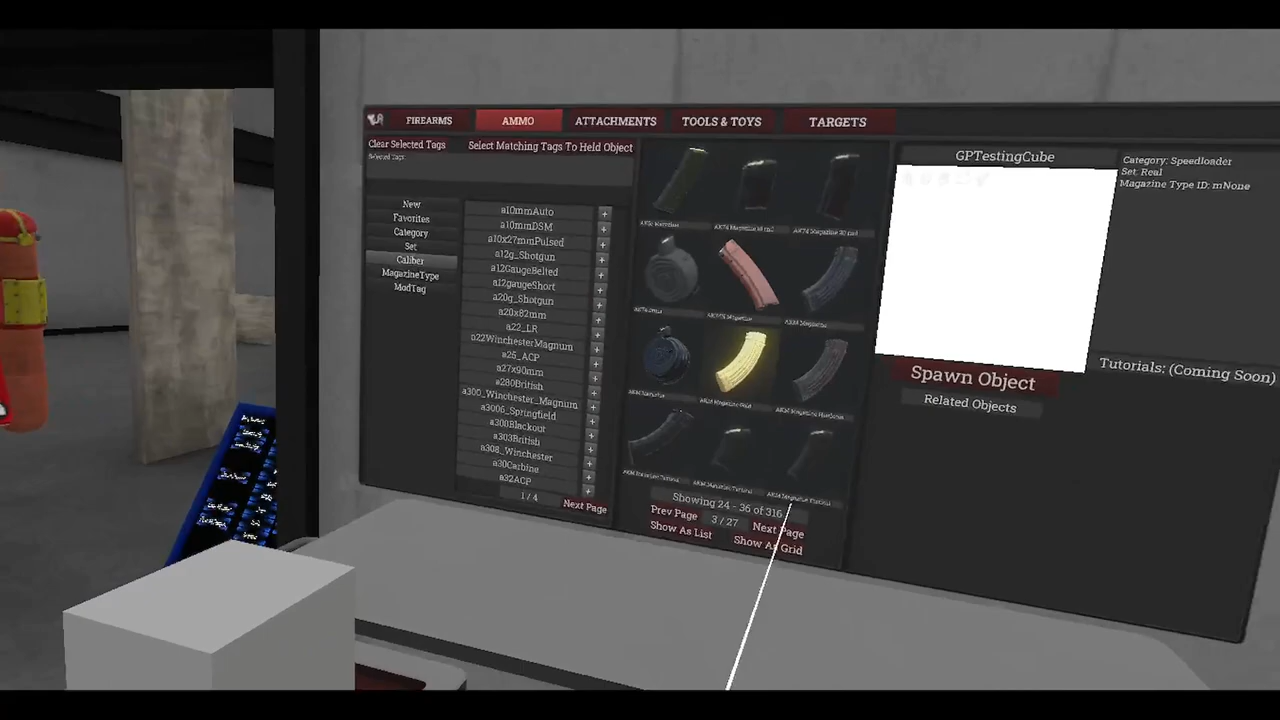 FIREARMS
AMMO
ATTACHMENTS
TOOLS & TOYS
TARGETS
Clear Selected Tags
Select Matching Tags To Held Object
Selected Tags:
New
Favorites
Category
Set
Caliber
MagazineType
ModTag
a10mmAuto
a10mmDSM
a10x27mmPulsed
a12g_Shotgun
a12GaugeBelted
a12gaugeShort
a20g_Shotgun
a20x82mm
a22_LR
a22WinchesterMagnum
a25_ACP
a27x90mm
a280British
a300_Winchester_Magnum
a3006_Springfield
a300Blackout
a303British
a308_Winchester
a30Carbine
a32ACP
1 / 4
Next Page
Showing 24 - 36 of 316
Prev Page
3 / 27
Next Page
Show As List
Show As Grid
GPTestingCube
Spawn Object
Related Objects
Category: Speedloader
Set: Real
Magazine Type ID: mNone
Tutorials: (Coming Soon)